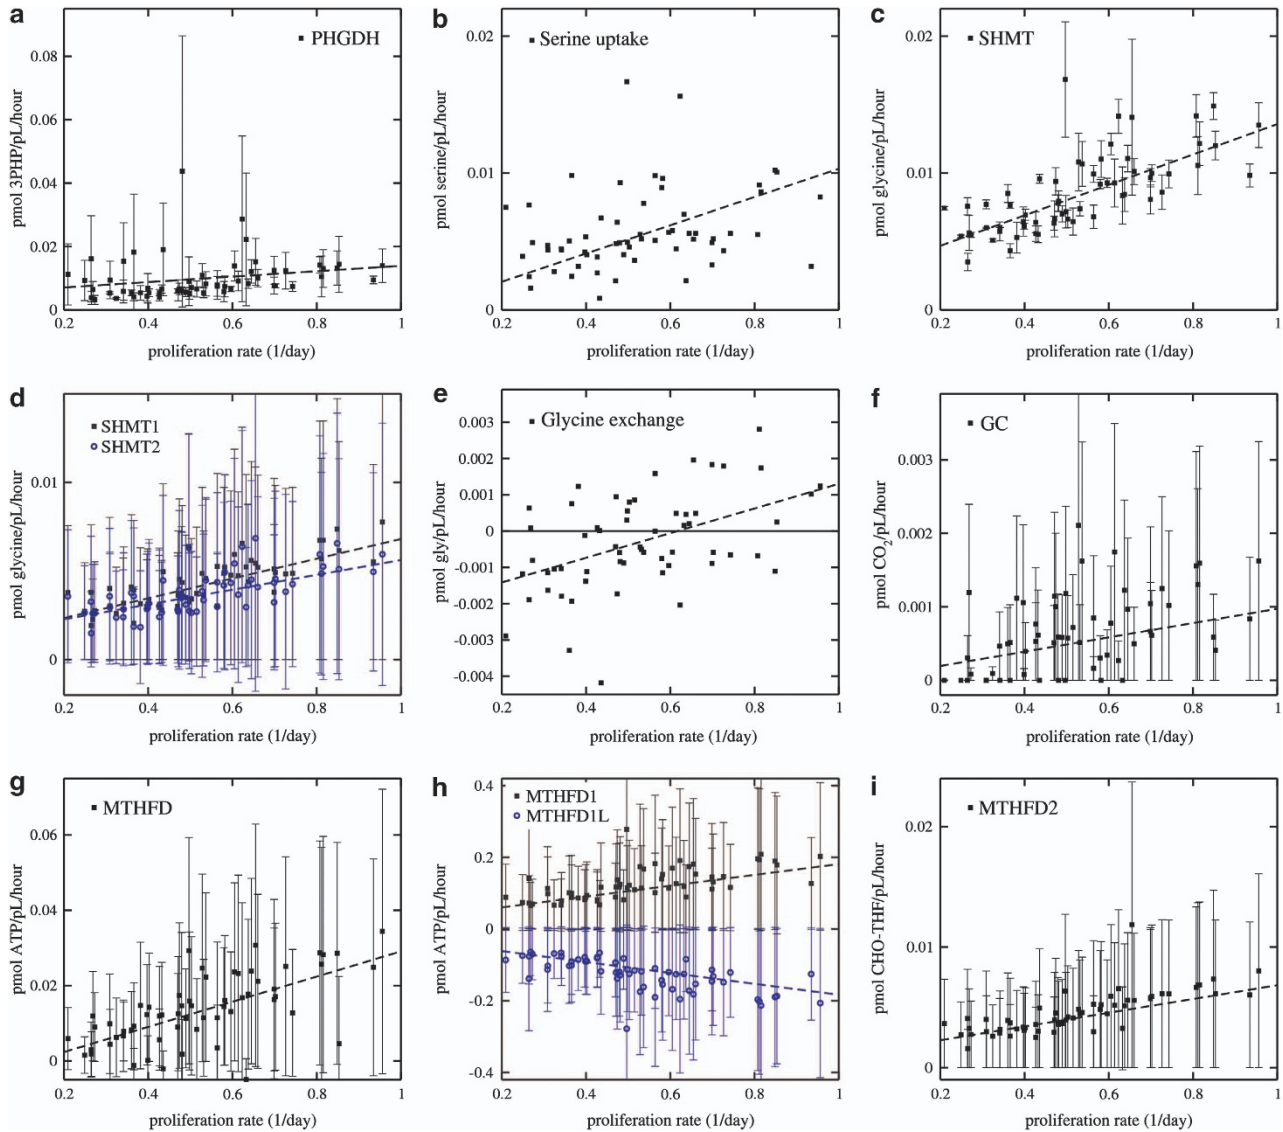 a
PHGDH
pmol 3PHP/pL/hour
0.08
0.06
0.04
0.02
0
0.2 0.4 0.6 0.8 1
proliferation rate (1/day)
b
Serine uptake
pmol serine/pL/hour
0.02
0.01
0
0.2 0.4 0.6 0.8 1
proliferation rate (1/day)
c
SHMT
pmol glycine/pL/hour
0.02
0.01
0
0.2 0.4 0.6 0.8 1
proliferation rate (1/day)
d
SHMT1
SHMT2
pmol glycine/pL/hour
0.01
0
0.2 0.4 0.6 0.8 1
proliferation rate (1/day)
e
Glycine exchange
pmol gly/pL/hour
0.003
0.002
0.001
0
-0.001
-0.002
-0.003
-0.004
0.2 0.4 0.6 0.8 1
proliferation rate (1/day)
f
GC
pmol CO₂/pL/hour
0.003
0.002
0.001
0
0.2 0.4 0.6 0.8 1
proliferation rate (1/day)
g
MTHFD
pmol ATP/pL/hour
0.06
0.04
0.02
0
0.2 0.4 0.6 0.8 1
proliferation rate (1/day)
h
MTHFD1
MTHFD1L
pmol ATP/pL/hour
0.4
0.2
0
-0.2
-0.4
0.2 0.4 0.6 0.8 1
proliferation rate (1/day)
i
MTHFD2
pmol CHO-THF/pL/hour
0.02
0.01
0
0.2 0.4 0.6 0.8 1
proliferation rate (1/day)